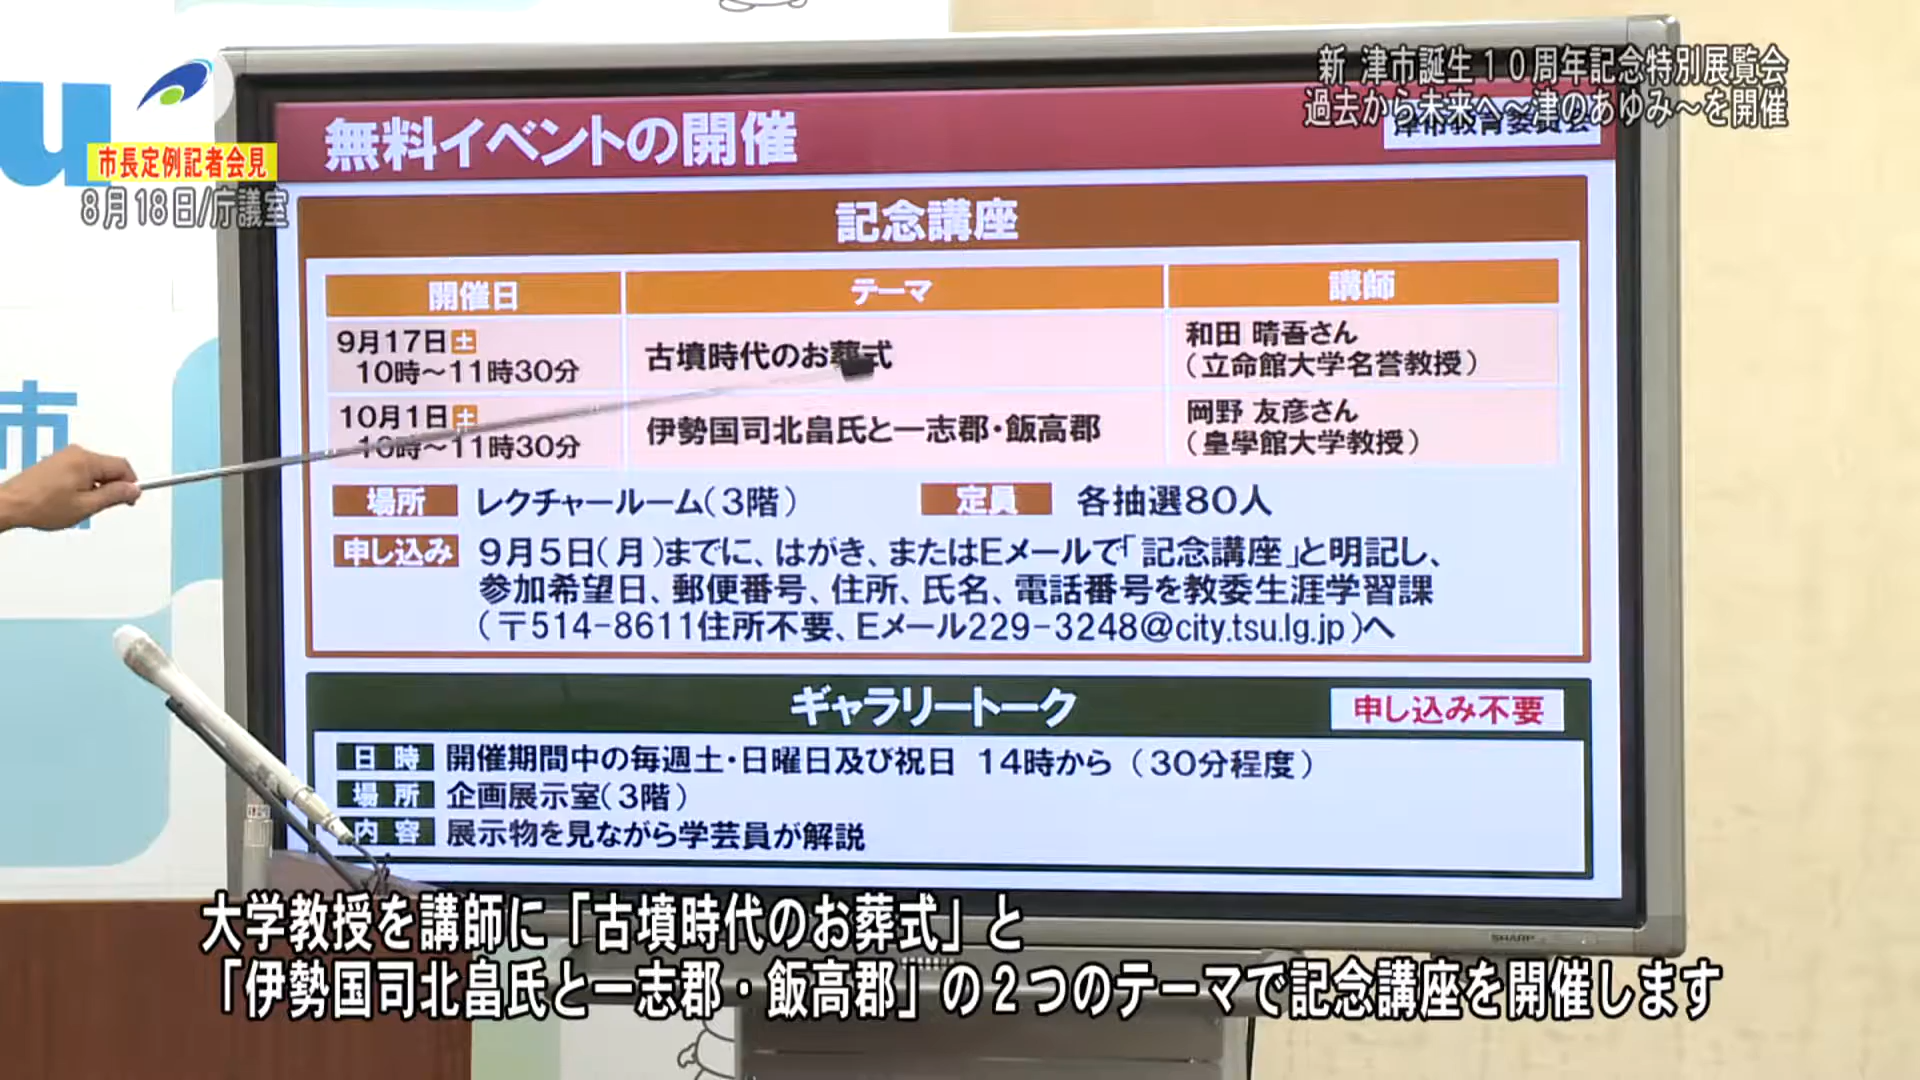 新 津市誕生10周年記念特別展覧会
過去から未来へ～津のあゆみ～を開催
市長定例記者会見
8月18日/庁議室
u
市
無料イベントの開催
津市教育委員会
記念講座
開催日
テーマ
講師
9月17日土
10時～11時30分
古墳時代のお葬式
和田 晴吾さん
(立命館大学名誉教授)
10月1日土
10時～11時30分
伊勢国司北畠氏と一志郡・飯高郡
岡野 友彦さん
(皇學館大学教授)
場所 レクチャールーム(3階)
定員 各抽選80人
申し込み 9月5日(月)までに、はがき、またはEメールで「記念講座」と明記し、
参加希望日、郵便番号、住所、氏名、電話番号を教委生涯学習課
(〒514-8611住所不要、Eメール229-3248@city.tsu.lg.jp)へ
ギャラリートーク
申し込み不要
日時 開催期間中の毎週土・日曜日及び祝日 14時から (30分程度)
場所 企画展示室(3階)
内容 展示物を見ながら学芸員が解説
SHARP
大学教授を講師に「古墳時代のお葬式」と
「伊勢国司北畠氏と一志郡・飯高郡」の2つのテーマで記念講座を開催します